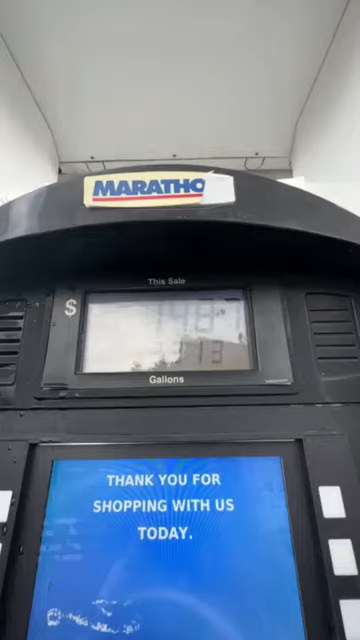 MARATHO
This Sale
$
Gallons
THANK YOU FOR
SHOPPING WITH US
TODAY.